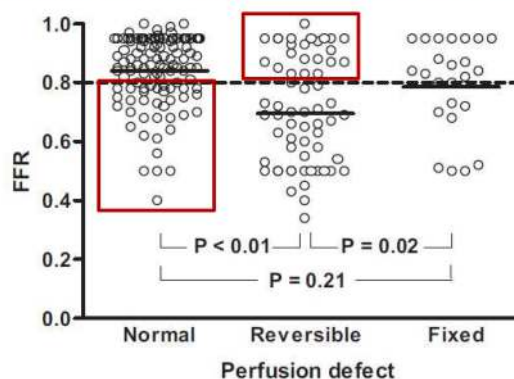 FFR
1.0
0.8
0.6
0.4
0.2
0.0
P < 0.01
P = 0.02
P = 0.21
Normal Reversible Fixed
Perfusion defect